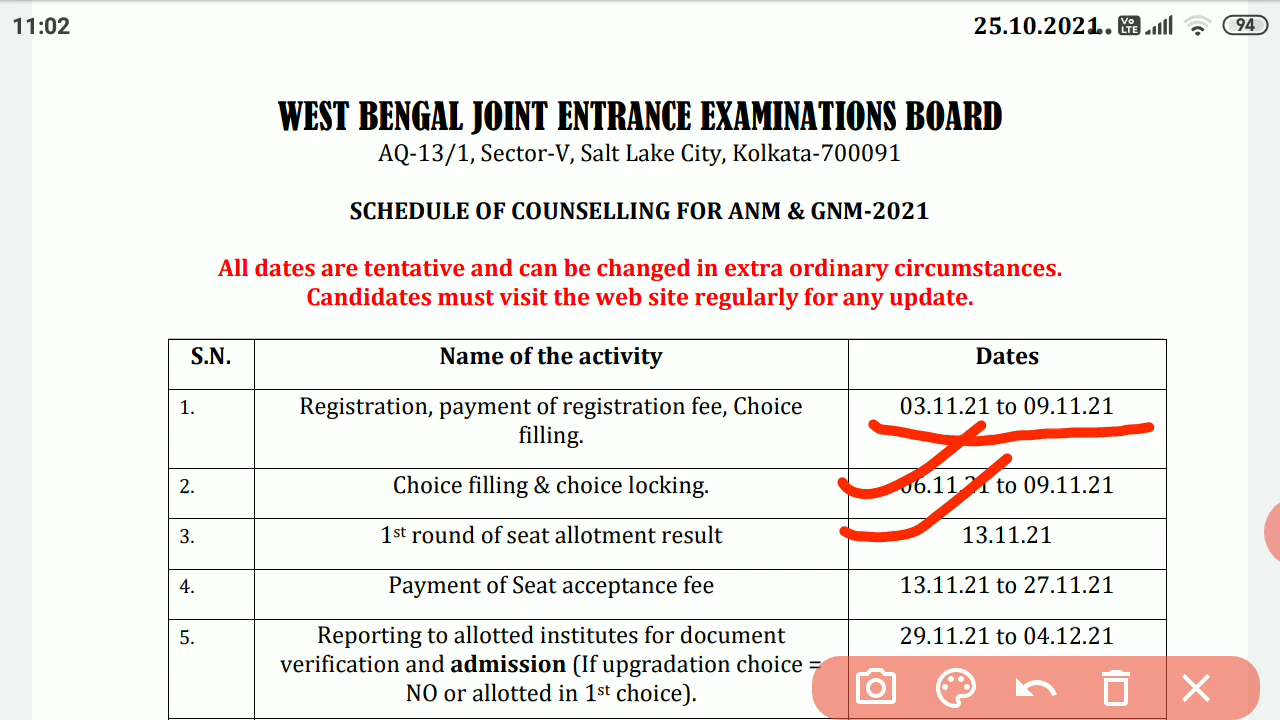 11:02
25.10.2021.. Vo LTE 94
WEST BENGAL JOINT ENTRANCE EXAMINATIONS BOARD
AQ-13/1, Sector-V, Salt Lake City, Kolkata-700091
SCHEDULE OF COUNSELLING FOR ANM & GNM-2021
All dates are tentative and can be changed in extra ordinary circumstances.
Candidates must visit the web site regularly for any update.
S.N. Name of the activity Dates
1. Registration, payment of registration fee, Choice 03.11.21 to 09.11.21
filling.
2. Choice filling & choice locking. 06.11.21 to 09.11.21
3. 1st round of seat allotment result 13.11.21
4. Payment of Seat acceptance fee 13.11.21 to 27.11.21
5. Reporting to allotted institutes for document 29.11.21 to 04.12.21
verification and admission (If upgradation choice =
NO or allotted in 1st choice).